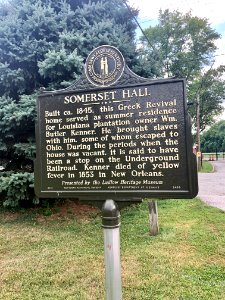 SOMERSET HALL
Built ca. 1845, this Greek Revival
home served as summer residence
for Louisiana plantation owner Wm.
Butler Kenner. He brought slaves
with him, some of whom escaped to
Ohio. During the periods when the
house was vacant, it is said to have
been a stop on the Underground
Railroad. Kenner died of yellow
fever in 1853 in New Orleans.
Presented by the Ludlow Heritage Museum